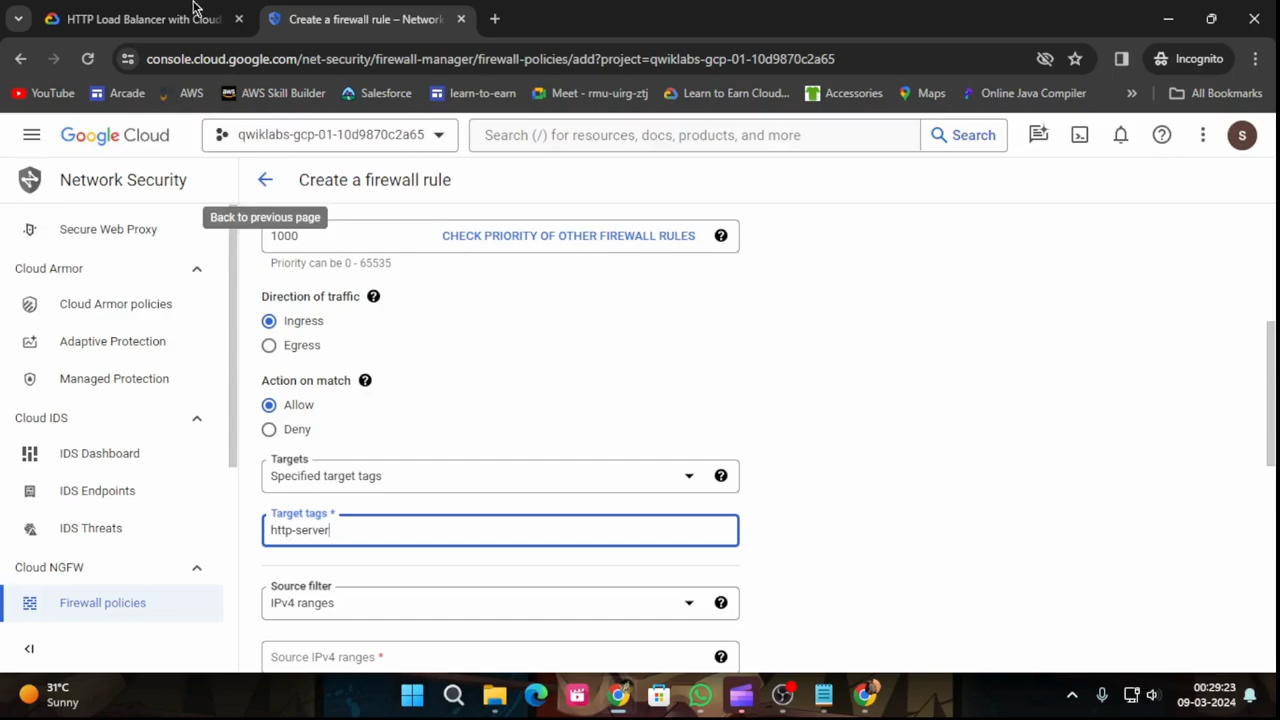 HTTP Load Balancer with Cloud
Create a firewall rule – Network
console.cloud.google.com/net-security/firewall-manager/firewall-policies/add?project=qwiklabs-gcp-01-10d9870c2a65
Incognito
YouTube
Arcade
AWS
AWS Skill Builder
Salesforce
learn-to-earn
Meet - rmu-uirg-ztj
Learn to Earn Cloud...
Accessories
Maps
Online Java Compiler
All Bookmarks
Google Cloud
qwiklabs-gcp-01-10d9870c2a65
Search (/) for resources, docs, products, and more
Search
S
Network Security
Create a firewall rule
Back to previous page
Secure Web Proxy
1000
CHECK PRIORITY OF OTHER FIREWALL RULES
Priority can be 0 - 65535
Cloud Armor
Direction of traffic
Cloud Armor policies
Ingress
Adaptive Protection
Egress
Managed Protection
Action on match
Allow
Cloud IDS
Deny
IDS Dashboard
Targets
Specified target tags
IDS Endpoints
Target tags *
http-server
IDS Threats
Cloud NGFW
Source filter
IPv4 ranges
Firewall policies
Source IPv4 ranges *
31°C
Sunny
00:29:23
09-03-2024